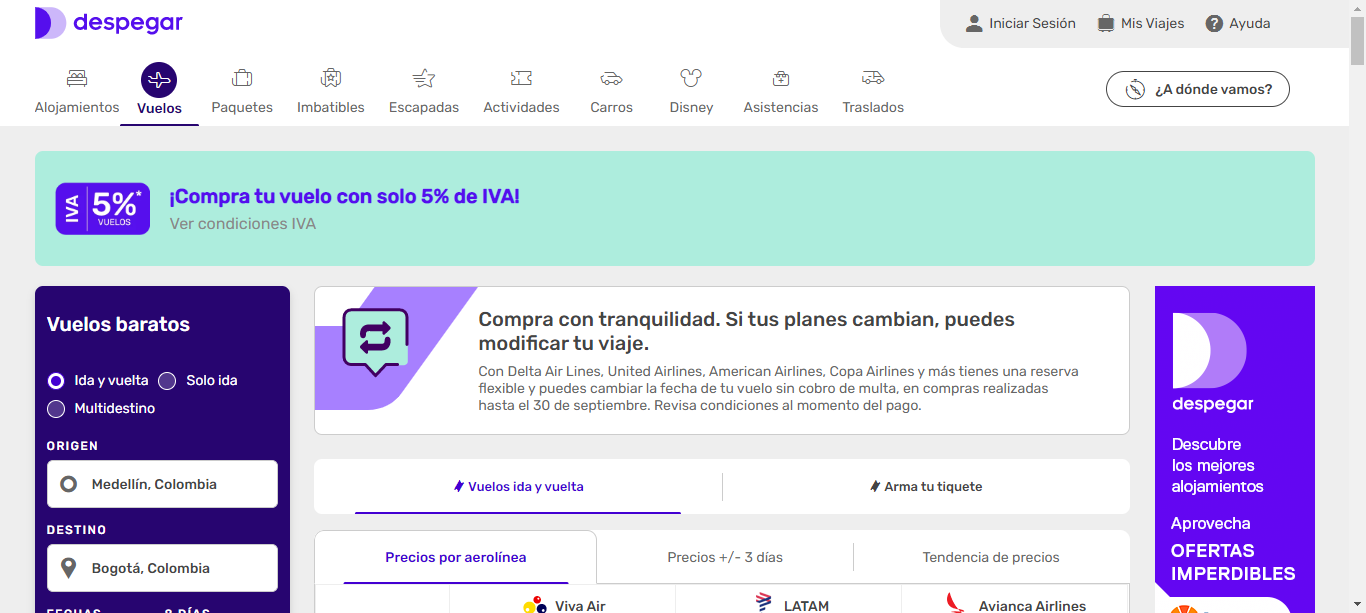 despegar
Iniciar Sesión
Mis Viajes
Ayuda
Alojamientos
Vuelos
Paquetes
Imbatibles
Escapadas
Actividades
Carros
Disney
Asistencias
Traslados
¿A dónde vamos?
IVA
5%*
VUELOS
¡Compra tu vuelo con solo 5% de IVA!
Ver condiciones IVA
Vuelos baratos
Ida y vuelta
Solo ida
Multidestino
ORIGEN
Medellín, Colombia
DESTINO
Bogotá, Colombia
FECHAS
8 DÍAS
Compra con tranquilidad. Si tus planes cambian, puedes
modificar tu viaje.
Con Delta Air Lines, United Airlines, American Airlines, Copa Airlines y más tienes una reserva
flexible y puedes cambiar la fecha de tu vuelo sin cobro de multa, en compras realizadas
hasta el 30 de septiembre. Revisa condiciones al momento del pago.
Vuelos ida y vuelta
Arma tu tiquete
Precios por aerolínea
Precios +/- 3 días
Tendencia de precios
Viva Air
LATAM
Avianca Airlines
despegar
Descubre
los mejores
alojamientos
Aprovecha
OFERTAS
IMPERDIBLES